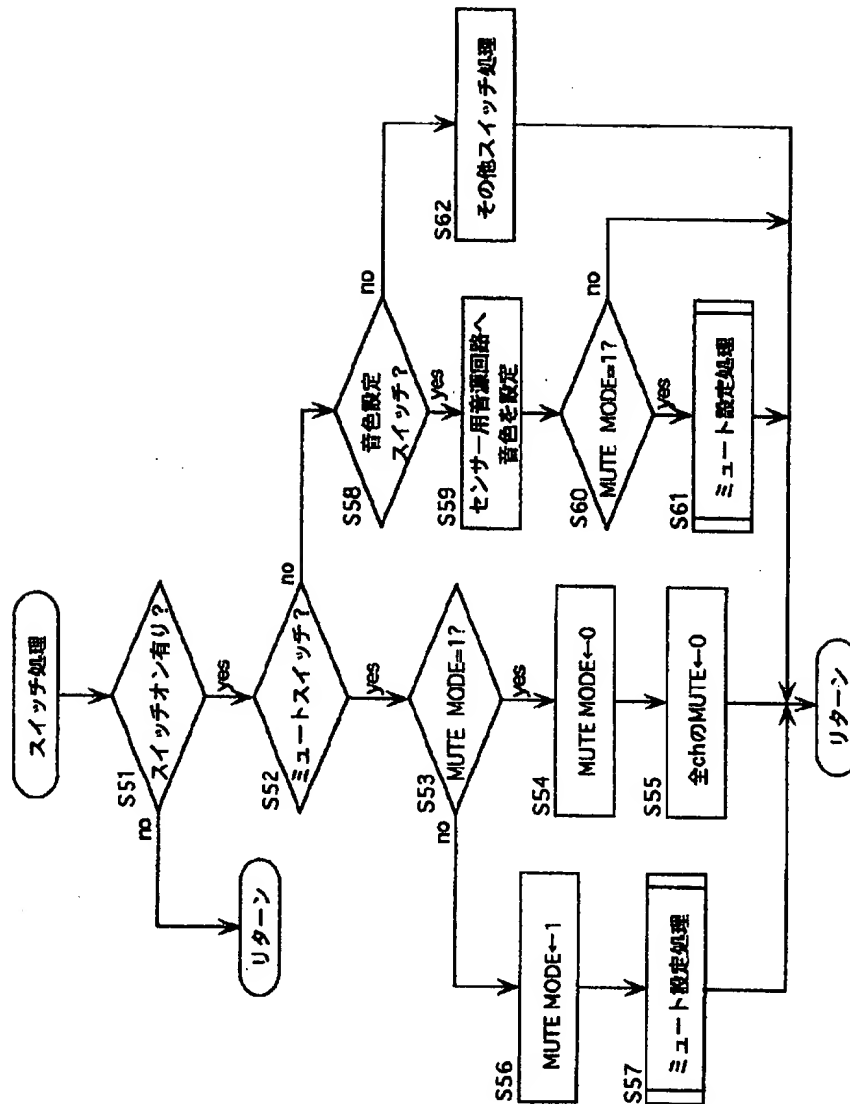 スイッチ処理
S51
スイッチオン有り?
no
yes
リターン
S52
ミュートスイッチ?
no
yes
S53
MUTE MODE=1?
no
yes
S54
MUTE MODE←0
S55
全chのMUTE←0
S56
MUTE MODE←1
S57
ミュート設定処理
S58
音色設定
スイッチ?
no
yes
S59
センサー用音源回路へ
音色を設定
S60
MUTE MODE=1?
no
yes
S61
ミュート設定処理
S62
その他スイッチ処理
リターン